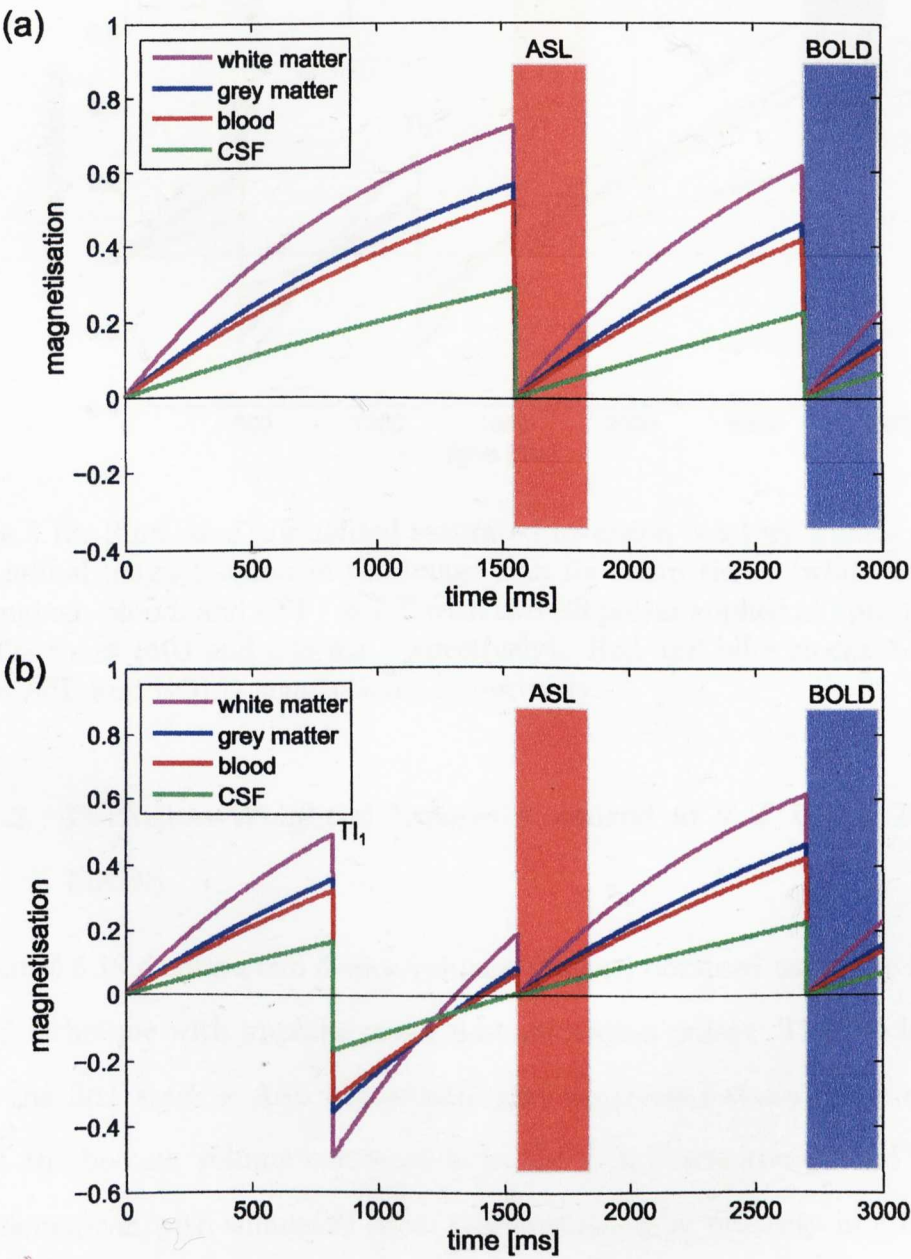 (a)
1
0.8
0.6
0.4
0.2
0
−0.2
−0.4
magnetisation
white matter
grey matter
blood
CSF
ASL
BOLD
0
500
1000
1500
2000
2500
3000
time [ms]
(b)
1
0.8
0.6
0.4
0.2
0
−0.2
−0.4
−0.6
magnetisation
white matter
grey matter
blood
CSF
TI₁
ASL
BOLD
0
500
1000
1500
2000
2500
3000
time [ms]